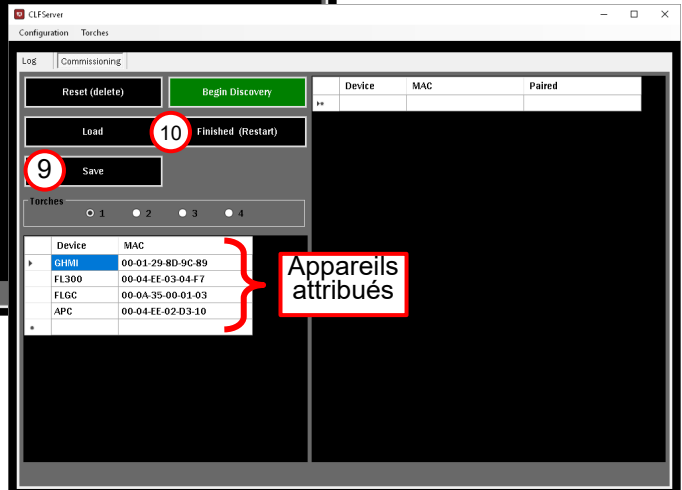 CLFServer
Configuration Torches
Log Commissioning
Reset (delete) Begin Discovery
Load 10 Finished (Restart)
9 Save
Torches
1 2 3 4
Device MAC
GHMI 00-01-29-8D-9C-89
FL300 00-04-EE-03-04-F7
FLGC 00-0A-35-00-01-03
APC 00-04-EE-02-D3-10
Device MAC Paired
Appareils
attribués